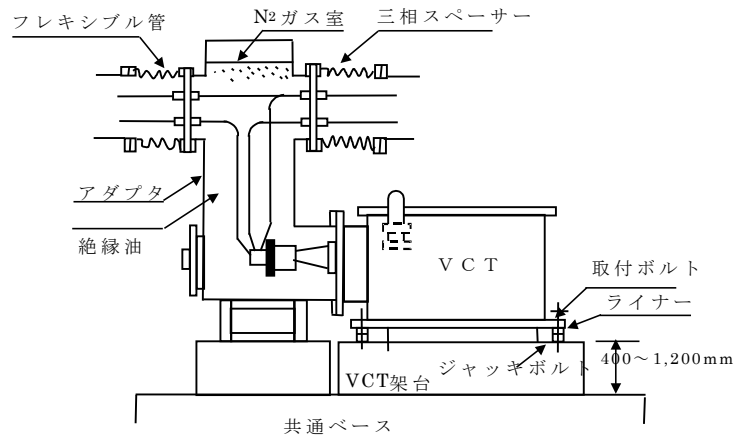 フレキシブル管
N2ガス室
三相スペーサー
アダプタ
絶縁油
VCT
取付ボルト
ライナー
ジャッキボルト
400～1,200mm
VCT架台
共通ベース